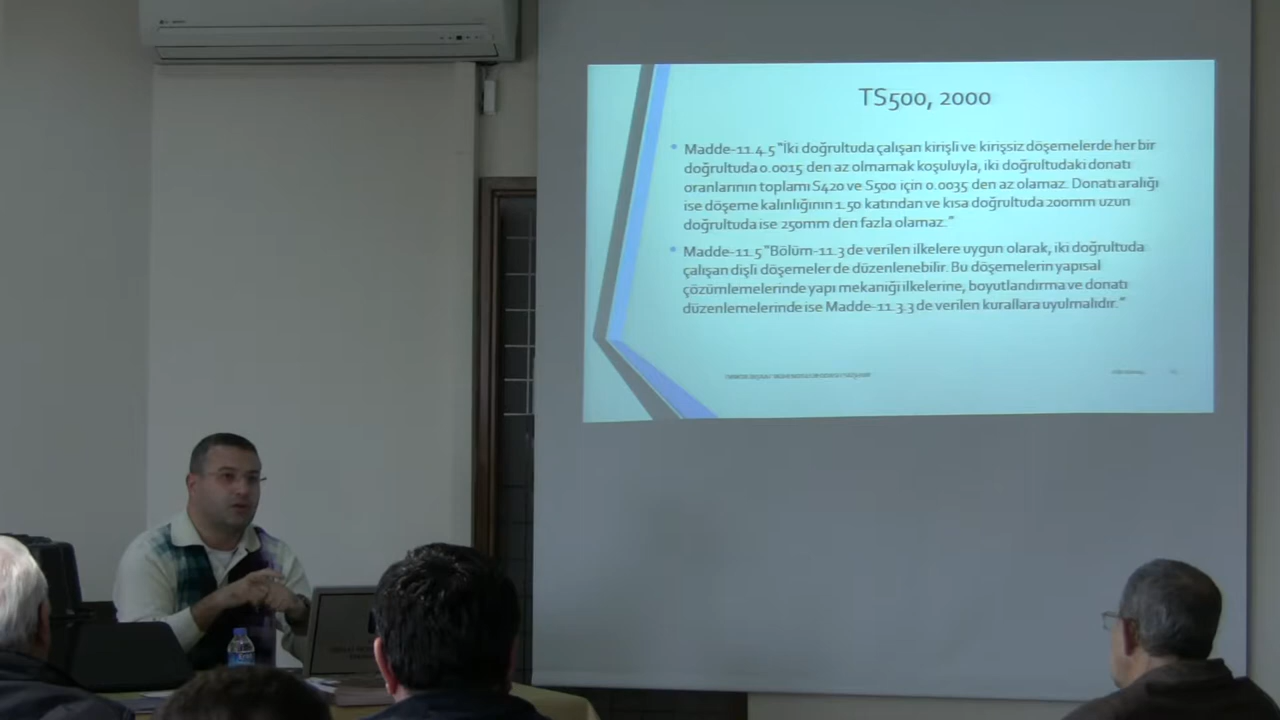 TS500, 2000
Madde-11.4.5 "İki doğrultuda çalışan kirişli ve kirişsiz döşemelerde her bir
doğrultuda 0.0015 den az olmamak koşuluyla, iki doğrultudaki donatı
oranlarının toplamı S420 ve S500 için 0.0035 den az olamaz. Donatı aralığı
ise döşeme kalınlığının 1.50 katından ve kısa doğrultuda 200mm uzun
doğrultuda ise 250mm den fazla olamaz."
Madde-11.5 "Bölüm-11.3 de verilen ilkelere uygun olarak, iki doğrultuda
çalışan dişli döşemeler de düzenlenebilir. Bu döşemelerin yapısal
çözümlemelerinde yapı mekaniği ilkelerine, boyutlandırma ve donatı
düzenlemelerinde ise Madde-11.3.3 de verilen kurallara uyulmalıdır."